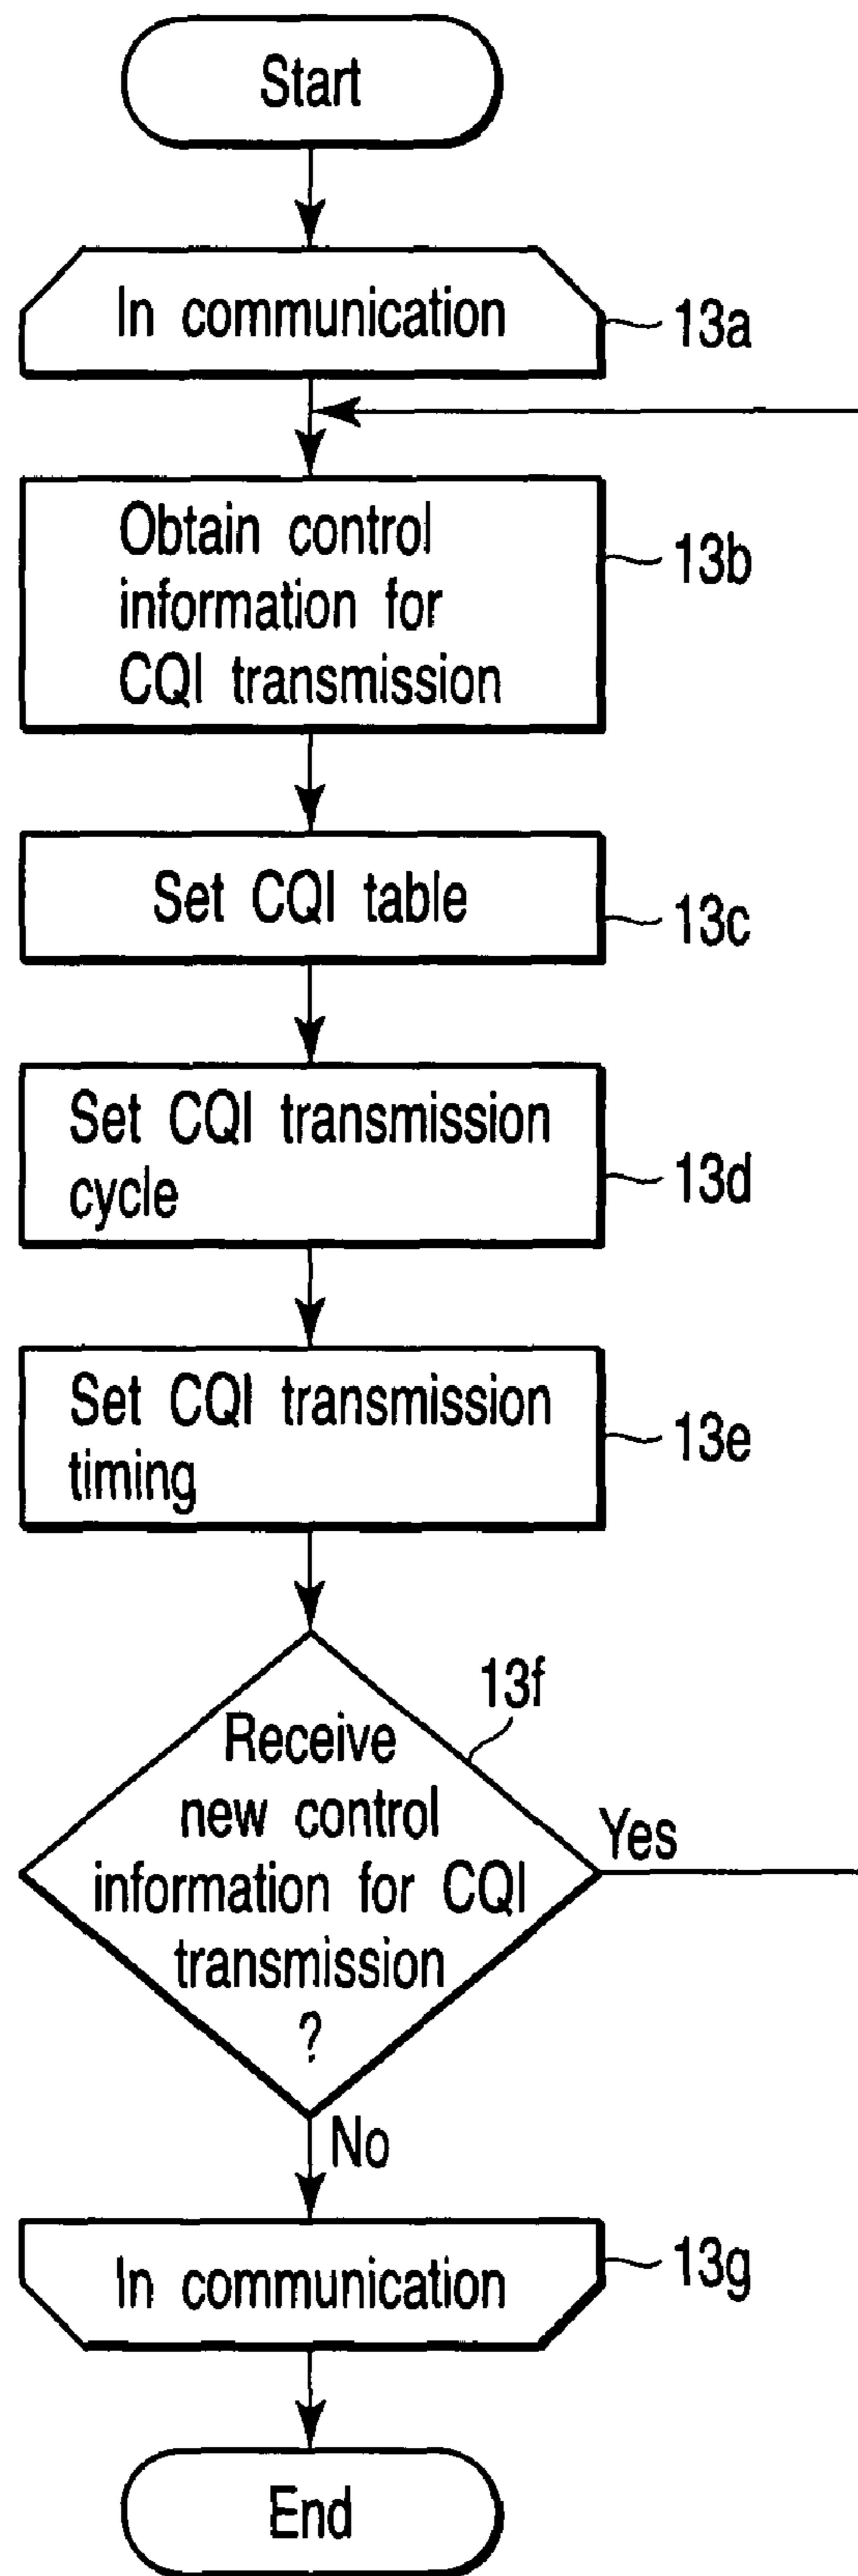 Start
In communication
13a
Obtain control
information for
CQI transmission
13b
Set CQI table
13c
Set CQI transmission
cycle
13d
Set CQI transmission
timing
13e
13f
Receive
new control
information for CQI
transmission
?
Yes
No
In communication
13g
End